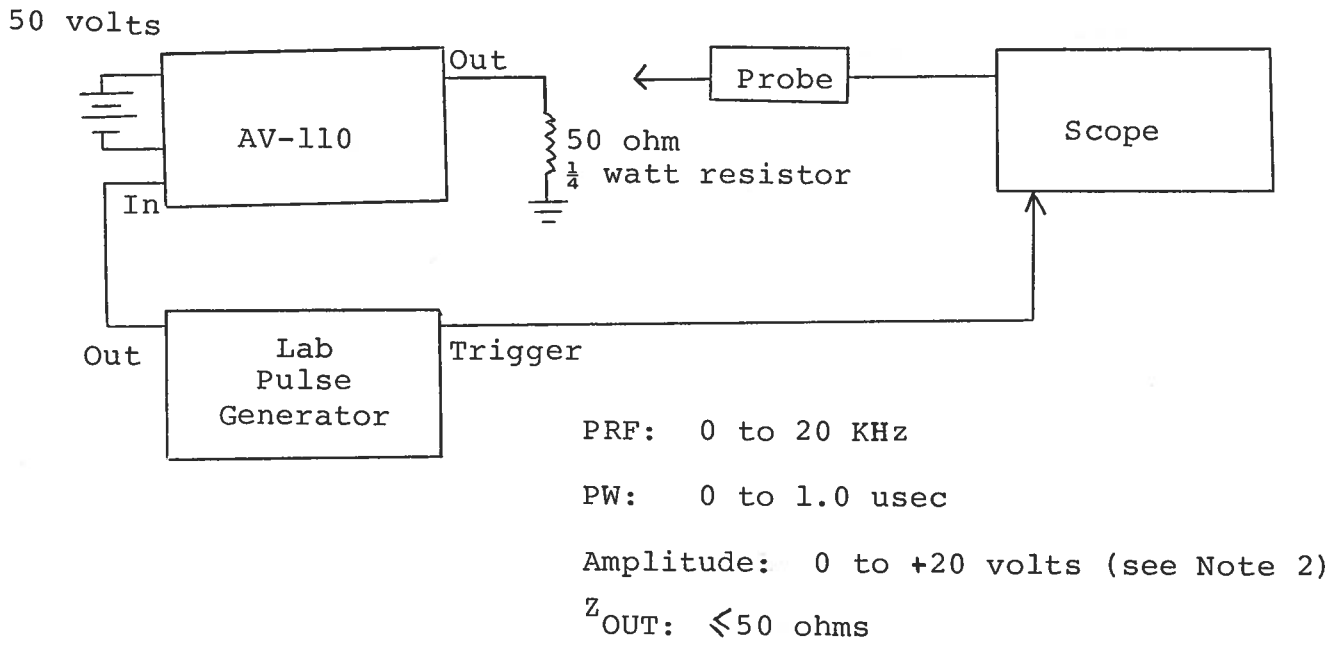 50 volts
Out
AV-110
In
50 ohm
¼ watt resistor
Probe
Scope
Out
Lab
Pulse
Generator
Trigger
PRF: 0 to 20 KHz
PW: 0 to 1.0 usec
Amplitude: 0 to +20 volts (see Note 2)
ZOUT: ≤50 ohms